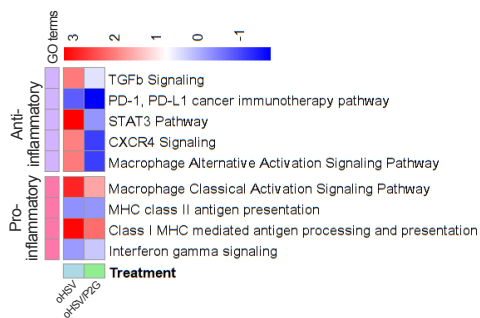 GO terms
3 2 1 0 -1
Anti-
inflammatory
TGFb Signaling
PD-1, PD-L1 cancer immunotherapy pathway
STAT3 Pathway
CXCR4 Signaling
Macrophage Alternative Activation Signaling Pathway
Pro-
inflammatory
Macrophage Classical Activation Signaling Pathway
MHC class II antigen presentation
Class I MHC mediated antigen processing and presentation
Interferon gamma signaling
Treatment
oHSV
oHSV/P2G